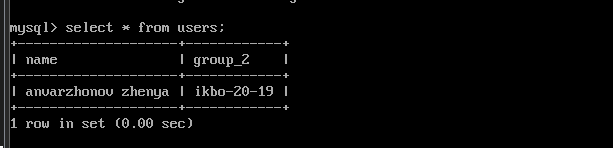 mysql> select * from users;
+--------------------+------------+
| name               | group_2    |
+--------------------+------------+
| anvarzhonov zhenya | ikbo-20-19 |
+--------------------+------------+
1 row in set (0.00 sec)